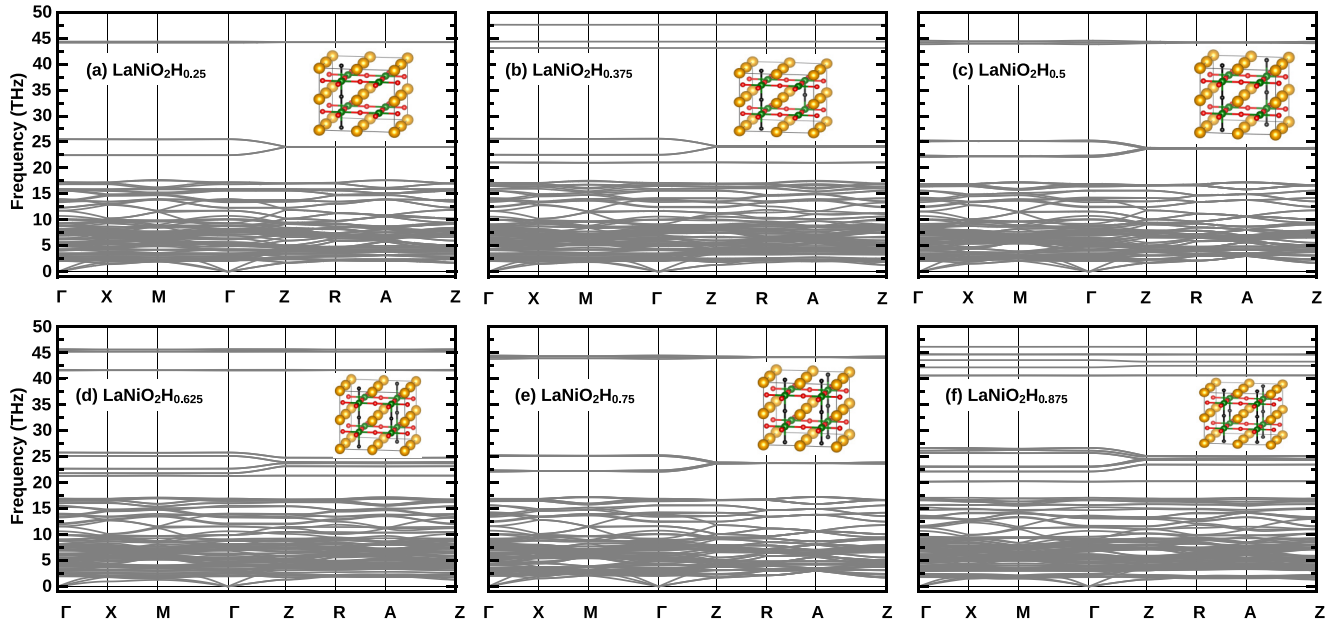 50
45
40
35
30
25
20
15
10
5
0
Frequency (THz)
(a) LaNiO2H0.25
Γ X M Γ Z R A Z
(b) LaNiO2H0.375
Γ X M Γ Z R A Z
(c) LaNiO2H0.5
Γ X M Γ Z R A Z
50
45
40
35
30
25
20
15
10
5
0
Frequency (THz)
(d) LaNiO2H0.625
Γ X M Γ Z R A Z
(e) LaNiO2H0.75
Γ X M Γ Z R A Z
(f) LaNiO2H0.875
Γ X M Γ Z R A Z